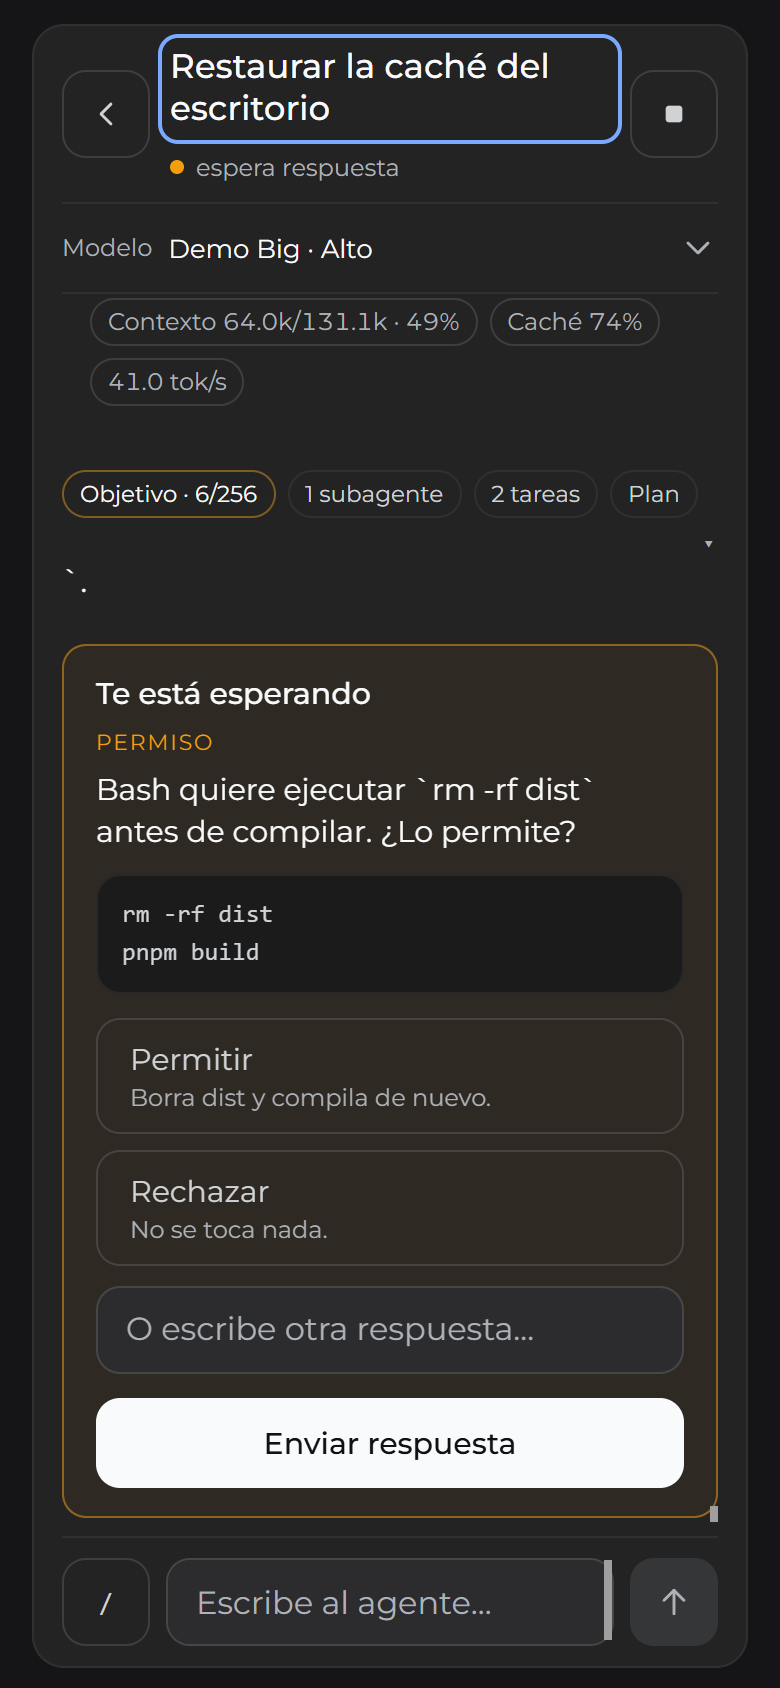 Restaurar la caché del
escritorio
espera respuesta
Modelo Demo Big · Alto
Contexto 64.0k/131.1k · 49% Caché 74%
41.0 tok/s
Objetivo · 6/256 1 subagente 2 tareas Plan
`.
Te está esperando
PERMISO
Bash quiere ejecutar `rm -rf dist`
antes de compilar. ¿Lo permite?
rm -rf dist
pnpm build
Permitir
Borra dist y compila de nuevo.
Rechazar
No se toca nada.
O escribe otra respuesta...
Enviar respuesta
/ Escribe al agente...